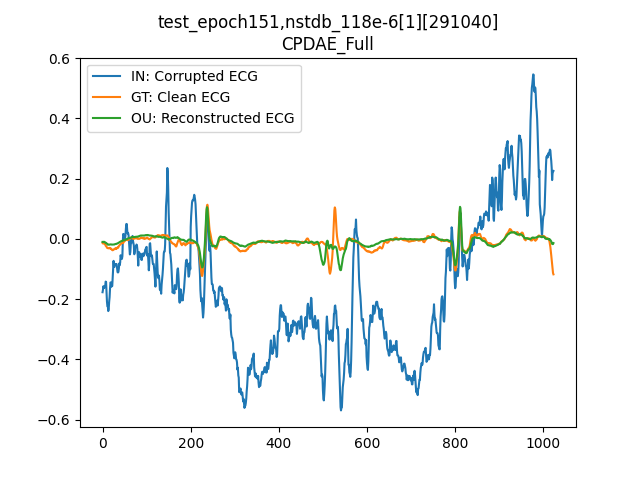 test_epoch151,nstdb_118e-6[1][291040]
CPDAE_Full
IN: Corrupted ECG
GT: Clean ECG
OU: Reconstructed ECG
0.6
0.4
0.2
0.0
−0.2
−0.4
−0.6
0 200 400 600 800 1000